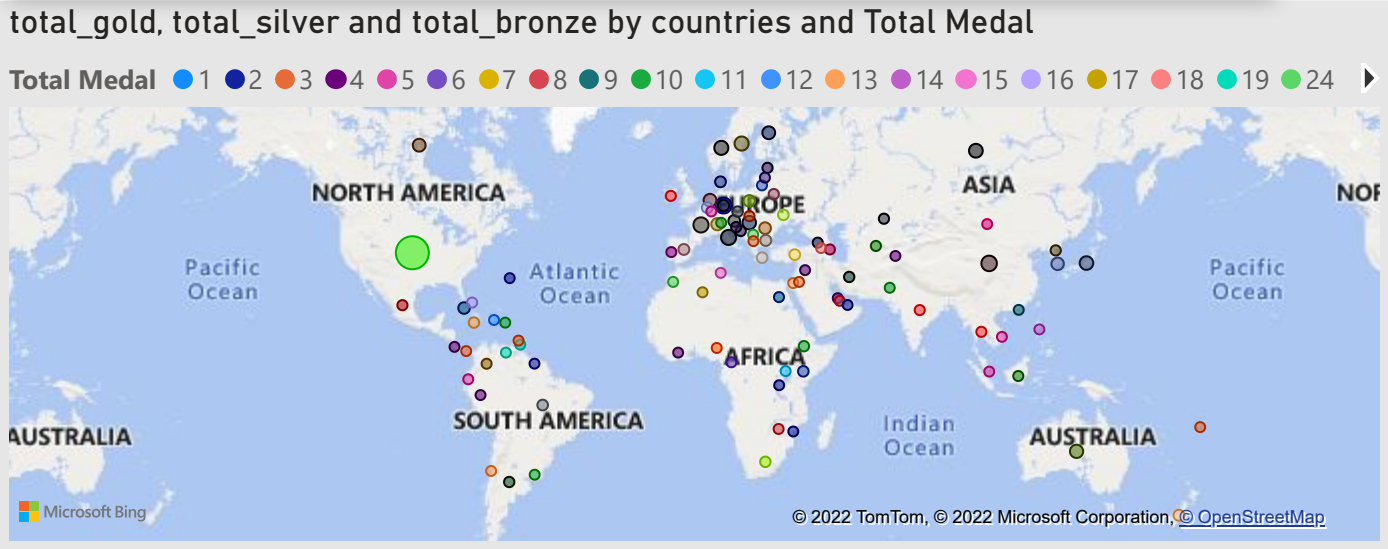 total_gold, total_silver and total_bronze by countries and Total Medal
Total Medal 1 2 3 4 5 6 7 8 9 10 11 12 13 14 15 16 17 18 19 24
NORTH AMERICA
EUROPE
ASIA
NOR
Pacific
Ocean
Atlantic
Ocean
Pacific
Ocean
AFRICA
SOUTH AMERICA
Indian
Ocean
AUSTRALIA
AUSTRALIA
Microsoft Bing
© 2022 TomTom, © 2022 Microsoft Corporation, © OpenStreetMap